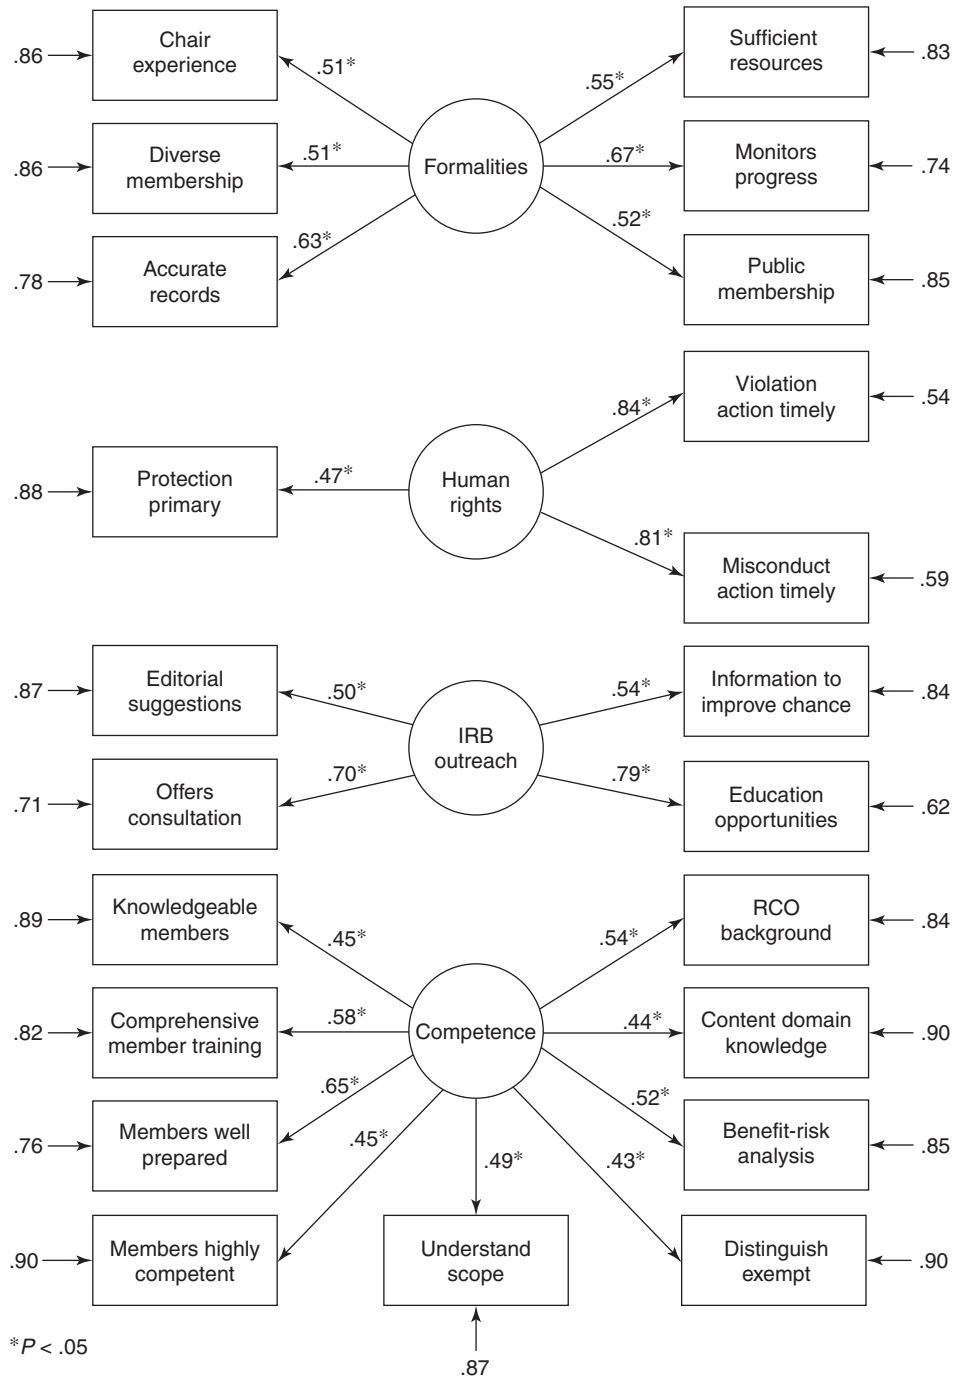 .86
Chair
experience
.51*
Sufficient
resources
.83
.55*
.86
Diverse
membership
.51*
Formalities
.67*
Monitors
progress
.74
.78
Accurate
records
.63*
.52*
Public
membership
.85
Violation
action timely
.54
.84*
.88
Protection
primary
.47*
Human
rights
.81*
Misconduct
action timely
.59
.87
Editorial
suggestions
.50*
IRB
outreach
.54*
Information to
improve chance
.84
.71
Offers
consultation
.70*
.79*
Education
opportunities
.62
.89
Knowledgeable
members
.45*
.54*
RCO
background
.84
.82
Comprehensive
member training
.58*
Competence
.44*
Content domain
knowledge
.90
.76
Members well
prepared
.65*
.52*
Benefit-risk
analysis
.85
.90
Members highly
competent
.45*
.49*
Understand
scope
.87
.43*
Distinguish
exempt
.90
*P < .05